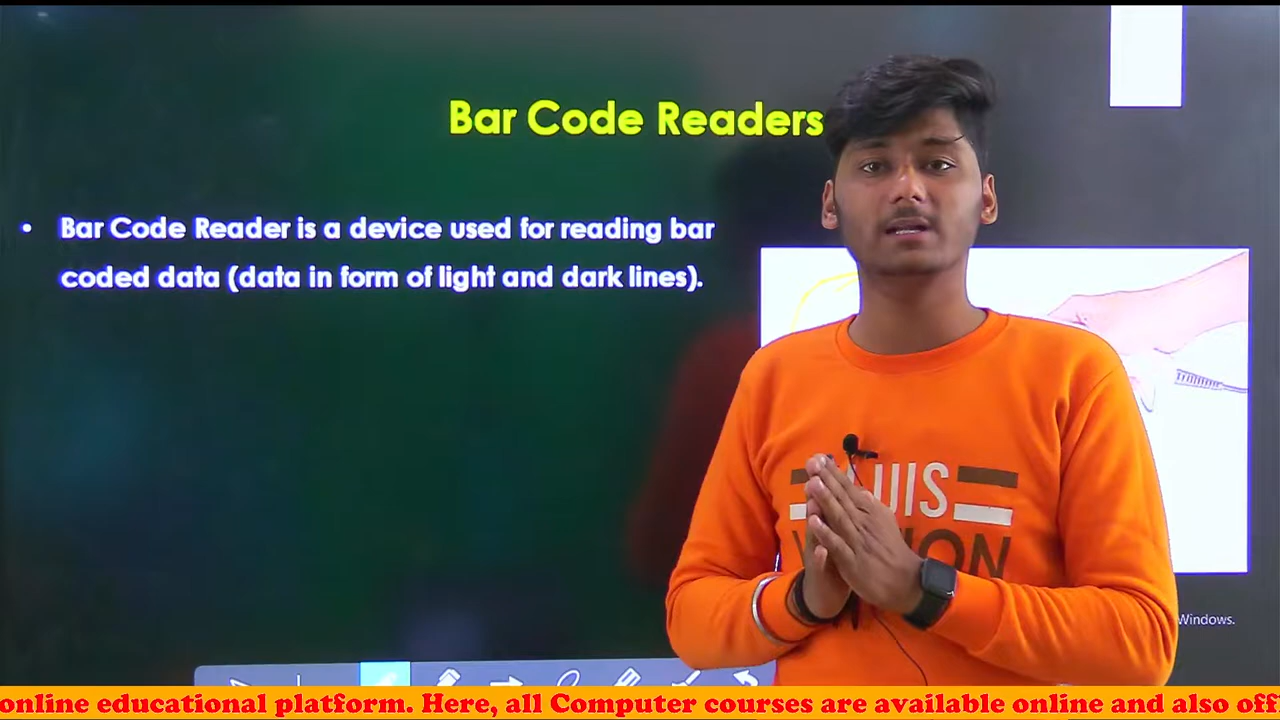 Bar Code Readers
• Bar Code Reader is a device used for reading bar
coded data (data in form of light and dark lines).
Windows.
online educational platform. Here, all Computer courses are available online and also off